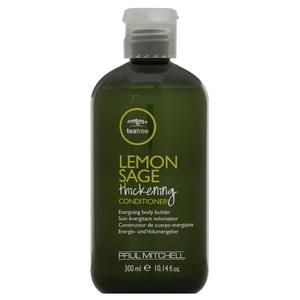 teatree
LEMON
SAGE
thickening
CONDITIONER
Energizing body builder
Soin énergisant volumateur
Constructor de cuerpo energizante
Energie- und Volumengeber
PAUL MITCHELL
300 ml e 10.14 fl. oz.